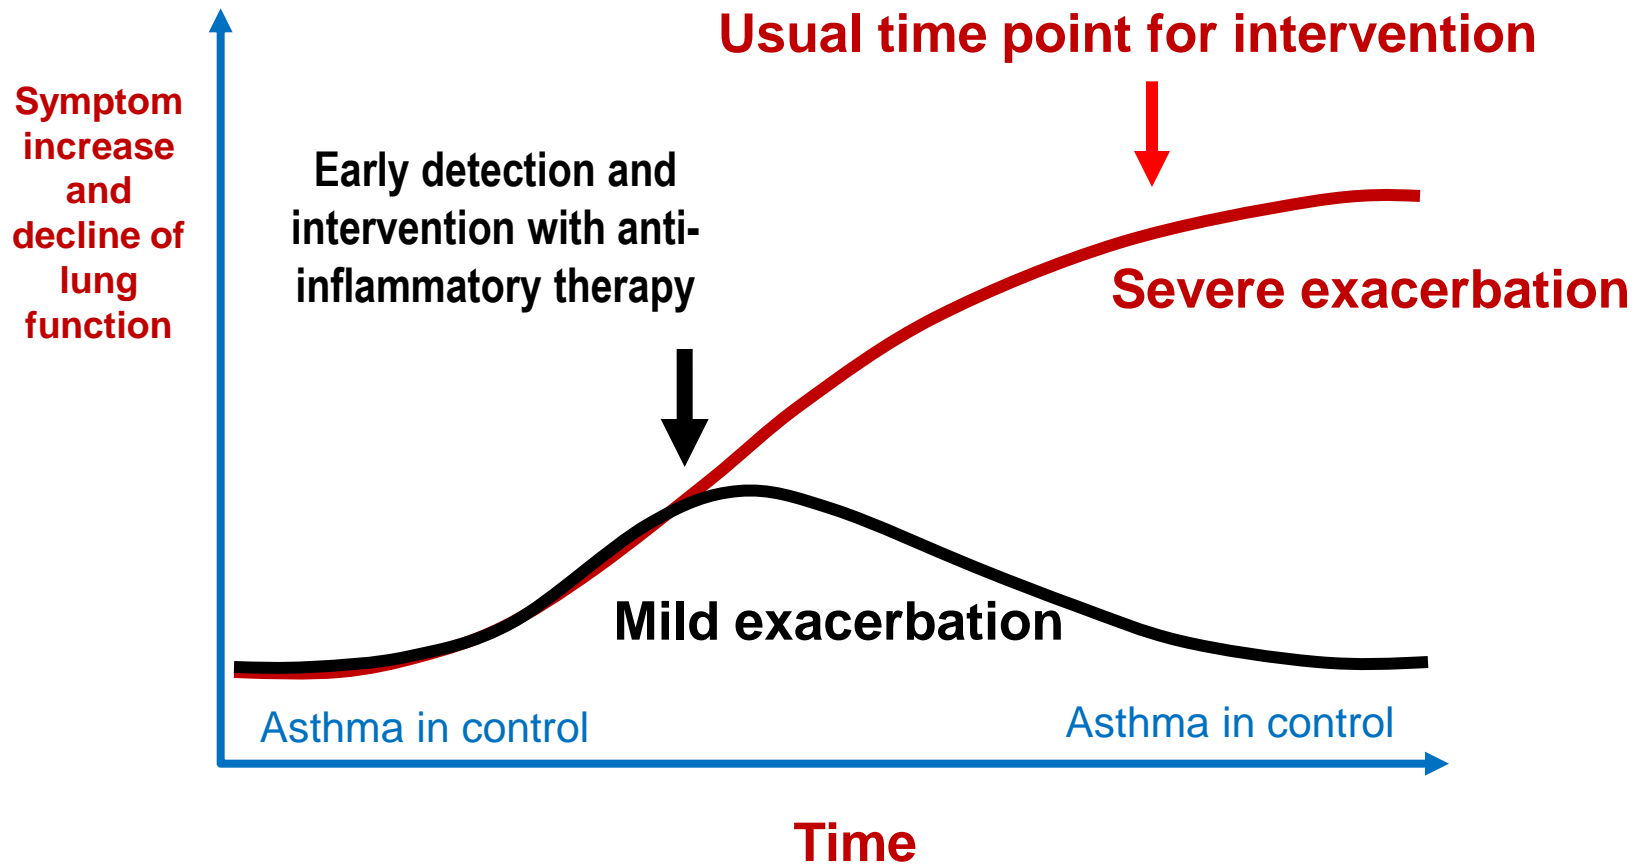 Usual time point for intervention
Symptom
increase
and
decline of
lung
function
Early detection and
intervention with anti-
inflammatory therapy
Severe exacerbation
Mild exacerbation
Asthma in control
Asthma in control
Time